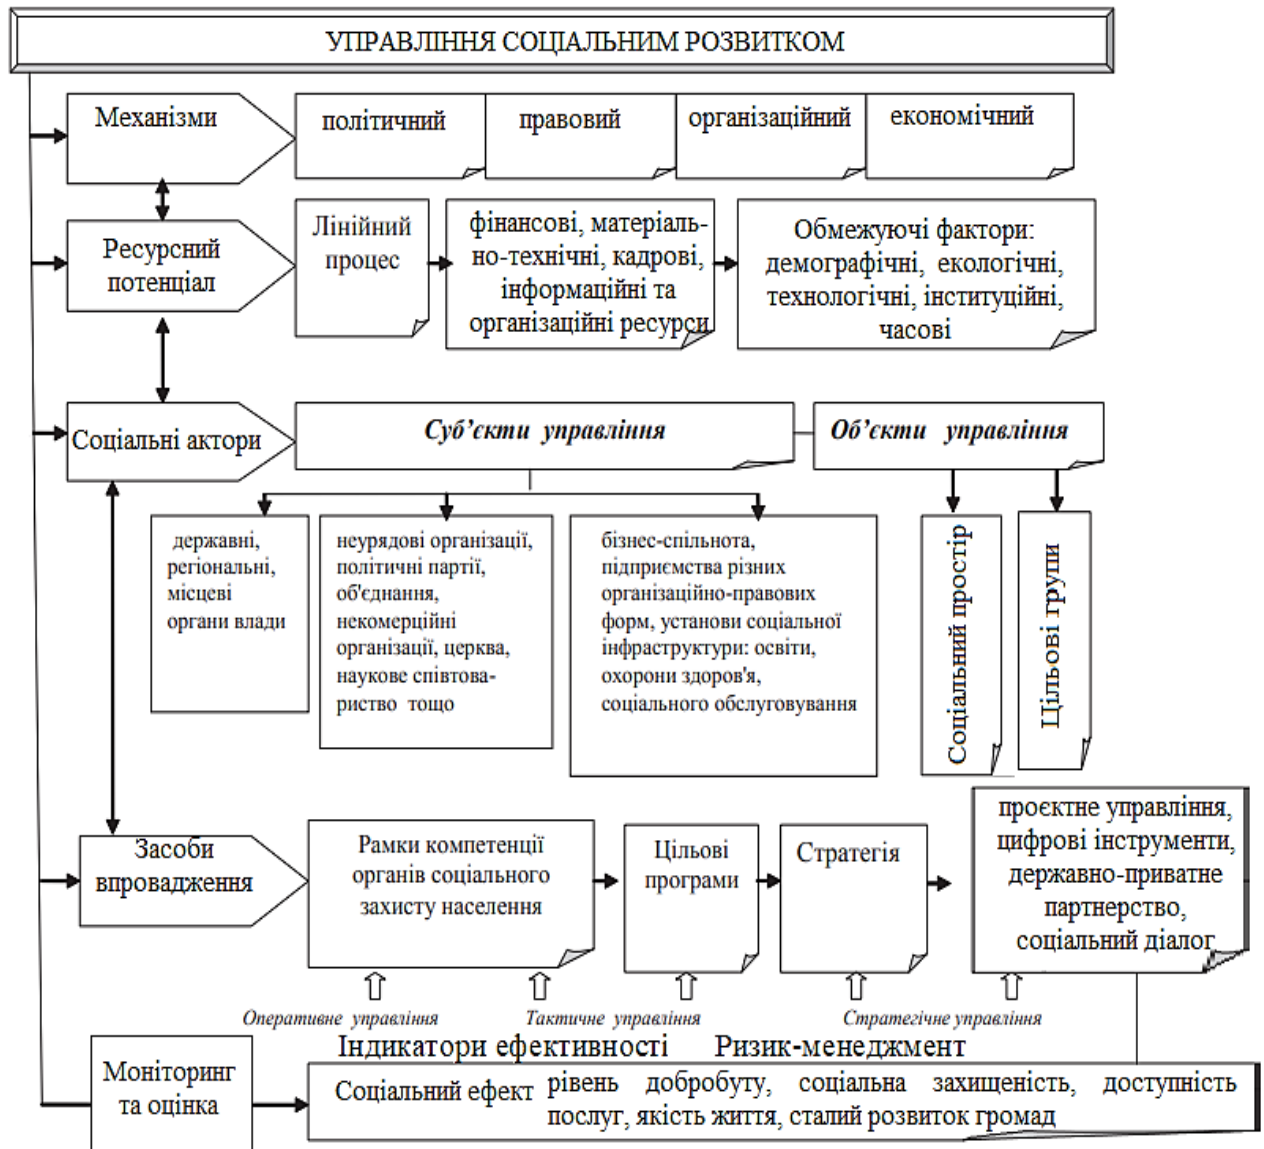 УПРАВЛІННЯ СОЦІАЛЬНИМ РОЗВИТКОМ
Механізми
політичний
правовий
організаційний
економічний
Ресурсний
потенціал
Лінійний
процес
фінансові, матеріаль-
но-технічні, кадрові,
інформаційні та
організаційні ресурси
Обмежуючі фактори:
демографічні, екологічні,
технологічні, інституційні,
часові
Соціальні актори
Суб’єкти управління
Об’єкти управління
державні,
регіональні,
місцеві
органи влади
неурядові організації,
політичні партії,
об'єднання,
некомерційні
організації, церква,
наукове співтова-
риство тощо
бізнес-спільнота,
підприємства різних
організаційно-правових
форм, установи соціальної
інфраструктури: освіти,
охорони здоров'я,
соціального обслуговування
Соціальний простір
Цільові групи
Засоби
впровадження
Рамки компетенції
органів соціального
захисту населення
Цільові
програми
Стратегія
проєктне управління,
цифрові інструменти,
державно-приватне
партнерство,
соціальний діалог
Оперативне управління
Тактичне управління
Стратегічне управління
Індикатори ефективності
Ризик-менеджмент
Моніторинг
та оцінка
Соціальний ефект
рівень добробуту, соціальна захищеність, доступність
послуг, якість життя, сталий розвиток громад